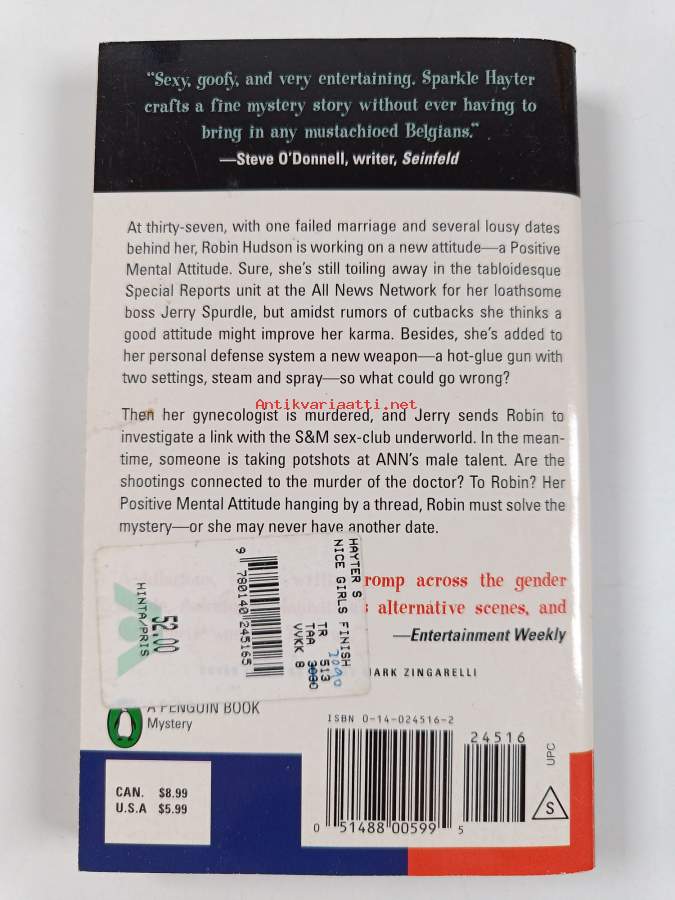 “Sexy, goofy, and very entertaining. Sparkle Hayter
crafts a fine mystery story without ever having to
bring in any mustachioed Belgians.”
—Steve O'Donnell, writer, Seinfeld
At thirty-seven, with one failed marriage and several lousy dates
behind her, Robin Hudson is working on a new attitude—a Positive
Mental Attitude. Sure, she's still toiling away in the tabloidesque
Special Reports unit at the All News Network for her loathsome
boss Jerry Spurdle, but amidst rumors of cutbacks she thinks a
good attitude might improve her karma. Besides, she's added to
her personal defense system a new weapon—a hot-glue gun with
two settings, steam and spray—so what could go wrong?
Antikvariaatti.net
Then her gynecologist is murdered, and Jerry sends Robin to
investigate a link with the S&M sex-club underworld. In the mean-
time, someone is taking potshots at ANN's male talent. Are the
shootings connected to the murder of the doctor? To Robin? Her
Positive Mental Attitude hanging by a thread, Robin must solve the
mystery—or she may never have another date.
HAYTER S
NICE GIRLS FINISH
TR 513
TAA 3030
VVKK 8
9 780140 245165
52.00
HINTA/PRIS
romp across the gender
alternative scenes, and
—Entertainment Weekly
MARK ZINGARELLI
A PENGUIN BOOK
Mystery
ISBN 0-14-024516-2
24516
UPC
S
0 51488 00599 5
CAN. $8.99
U.S.A $5.99